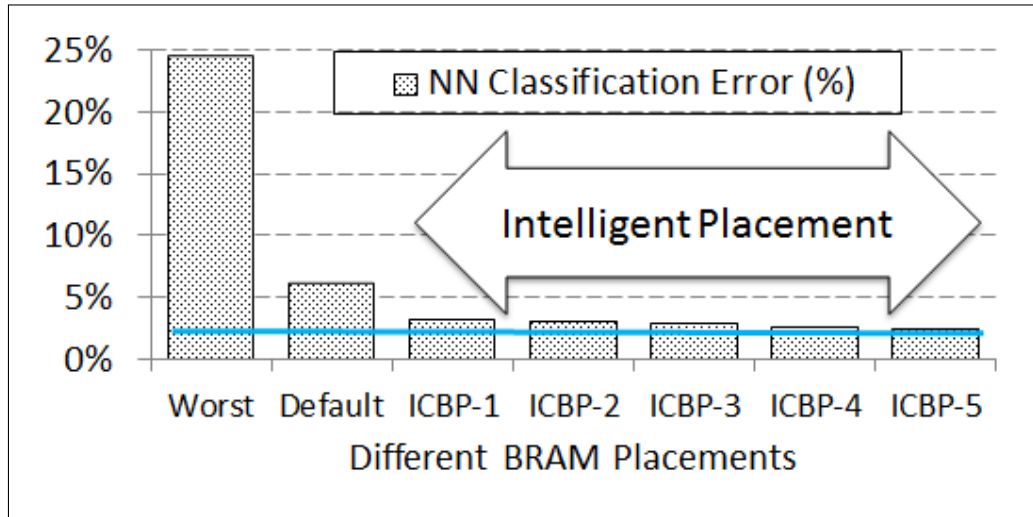 25%
20%
15%
10%
5%
0%
NN Classification Error (%)
Intelligent Placement
Worst Default ICBP-1 ICBP-2 ICBP-3 ICBP-4 ICBP-5
Different BRAM Placements